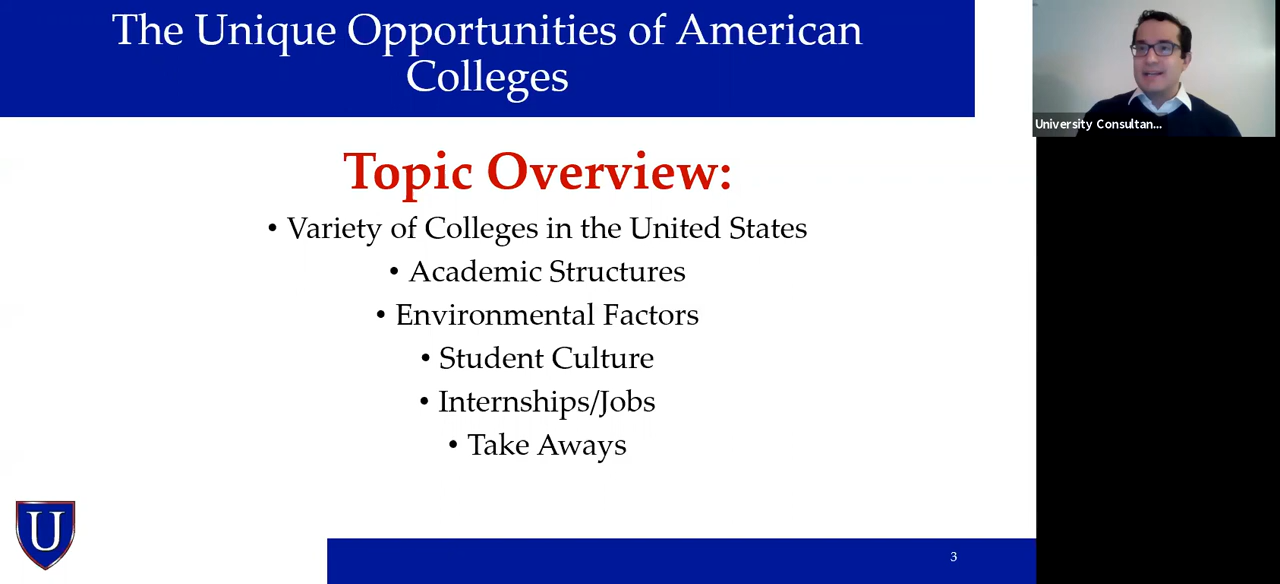 The Unique Opportunities of American
Colleges
Topic Overview:
• Variety of Colleges in the United States
• Academic Structures
• Environmental Factors
• Student Culture
• Internships/Jobs
• Take Aways
U
3
University Consultan...